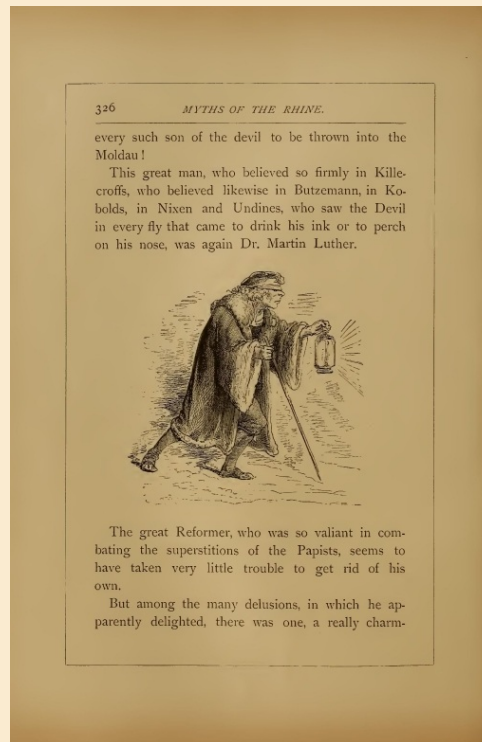 326 MYTHS OF THE RHINE.
every such son of the devil to be thrown into the
Moldau !
This great man, who believed so firmly in Kille-
croffs, who believed likewise in Butzemann, in Ko-
bolds, in Nixen and Undines, who saw the Devil
in every fly that came to drink his ink or to perch
on his nose, was again Dr. Martin Luther.
The great Reformer, who was so valiant in com-
bating the superstitions of the Papists, seems to
have taken very little trouble to get rid of his
own.
But among the many delusions, in which he ap-
parently delighted, there was one, a really charm-